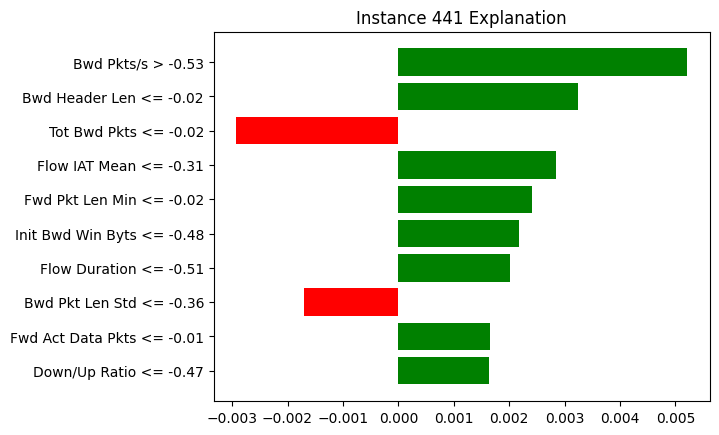 Instance 441 Explanation
Bwd Pkts/s > -0.53
Bwd Header Len <= -0.02
Tot Bwd Pkts <= -0.02
Flow IAT Mean <= -0.31
Fwd Pkt Len Min <= -0.02
Init Bwd Win Byts <= -0.48
Flow Duration <= -0.51
Bwd Pkt Len Std <= -0.36
Fwd Act Data Pkts <= -0.01
Down/Up Ratio <= -0.47
−0.003 −0.002 −0.001 0.000 0.001 0.002 0.003 0.004 0.005